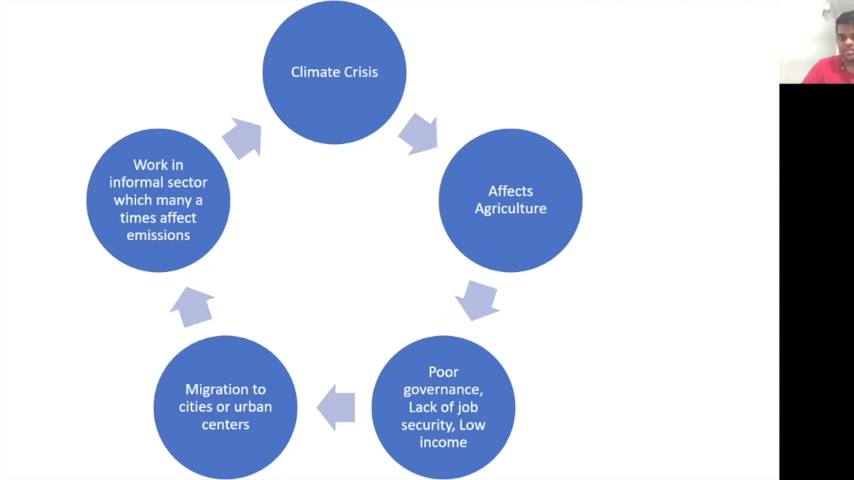 Climate Crisis
Affects
Agriculture
Poor
governance,
Lack of job
security, Low
income
Migration to
cities or urban
centers
Work in
informal sector
which many a
times affect
emissions